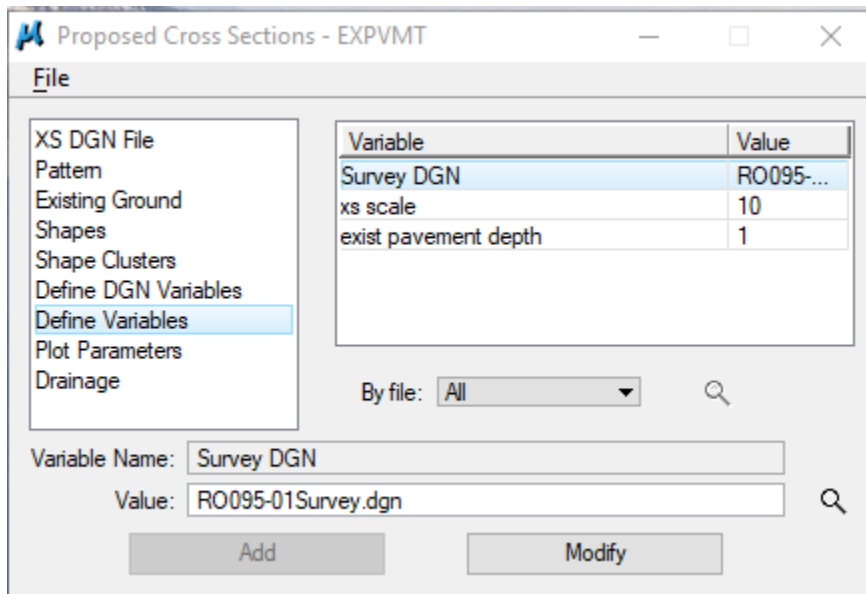 Proposed Cross Sections - EXPVMT
File
XS DGN File
Pattern
Existing Ground
Shapes
Shape Clusters
Define DGN Variables
Define Variables
Plot Parameters
Drainage
Variable Value
Survey DGN RO095-...
xs scale 10
exist pavement depth 1
By file: All
Variable Name: Survey DGN
Value: RO095-01Survey.dgn
Add Modify